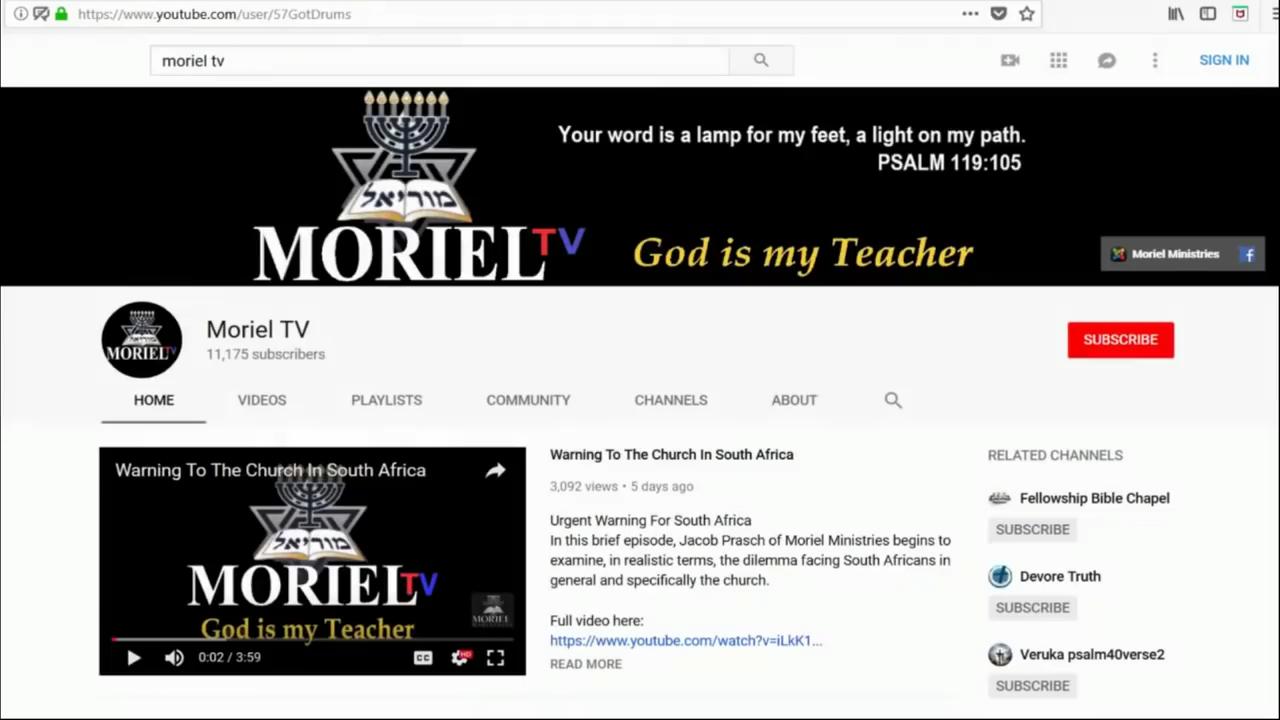 https://www.youtube.com/user/57GotDrums
moriel tv
SIGN IN
Your word is a lamp for my feet, a light on my path.
PSALM 119:105
מוריאל
MORIEL TV
God is my Teacher
Moriel Ministries
MORIEL TV
Moriel TV
11,175 subscribers
SUBSCRIBE
HOME
VIDEOS
PLAYLISTS
COMMUNITY
CHANNELS
ABOUT
Warning To The Church In South Africa
מוריאל
MORIEL TV
God is my Teacher
MORIEL
0:02 / 3:59
CC
HD
Warning To The Church In South Africa
3,092 views • 5 days ago
Urgent Warning For South Africa
In this brief episode, Jacob Prasch of Moriel Ministries begins to
examine, in realistic terms, the dilemma facing South Africans in
general and specifically the church.
Full video here:
https://www.youtube.com/watch?v=iLkK1...
READ MORE
RELATED CHANNELS
Fellowship Bible Chapel
SUBSCRIBE
Devore Truth
SUBSCRIBE
Veruka psalm40verse2
SUBSCRIBE